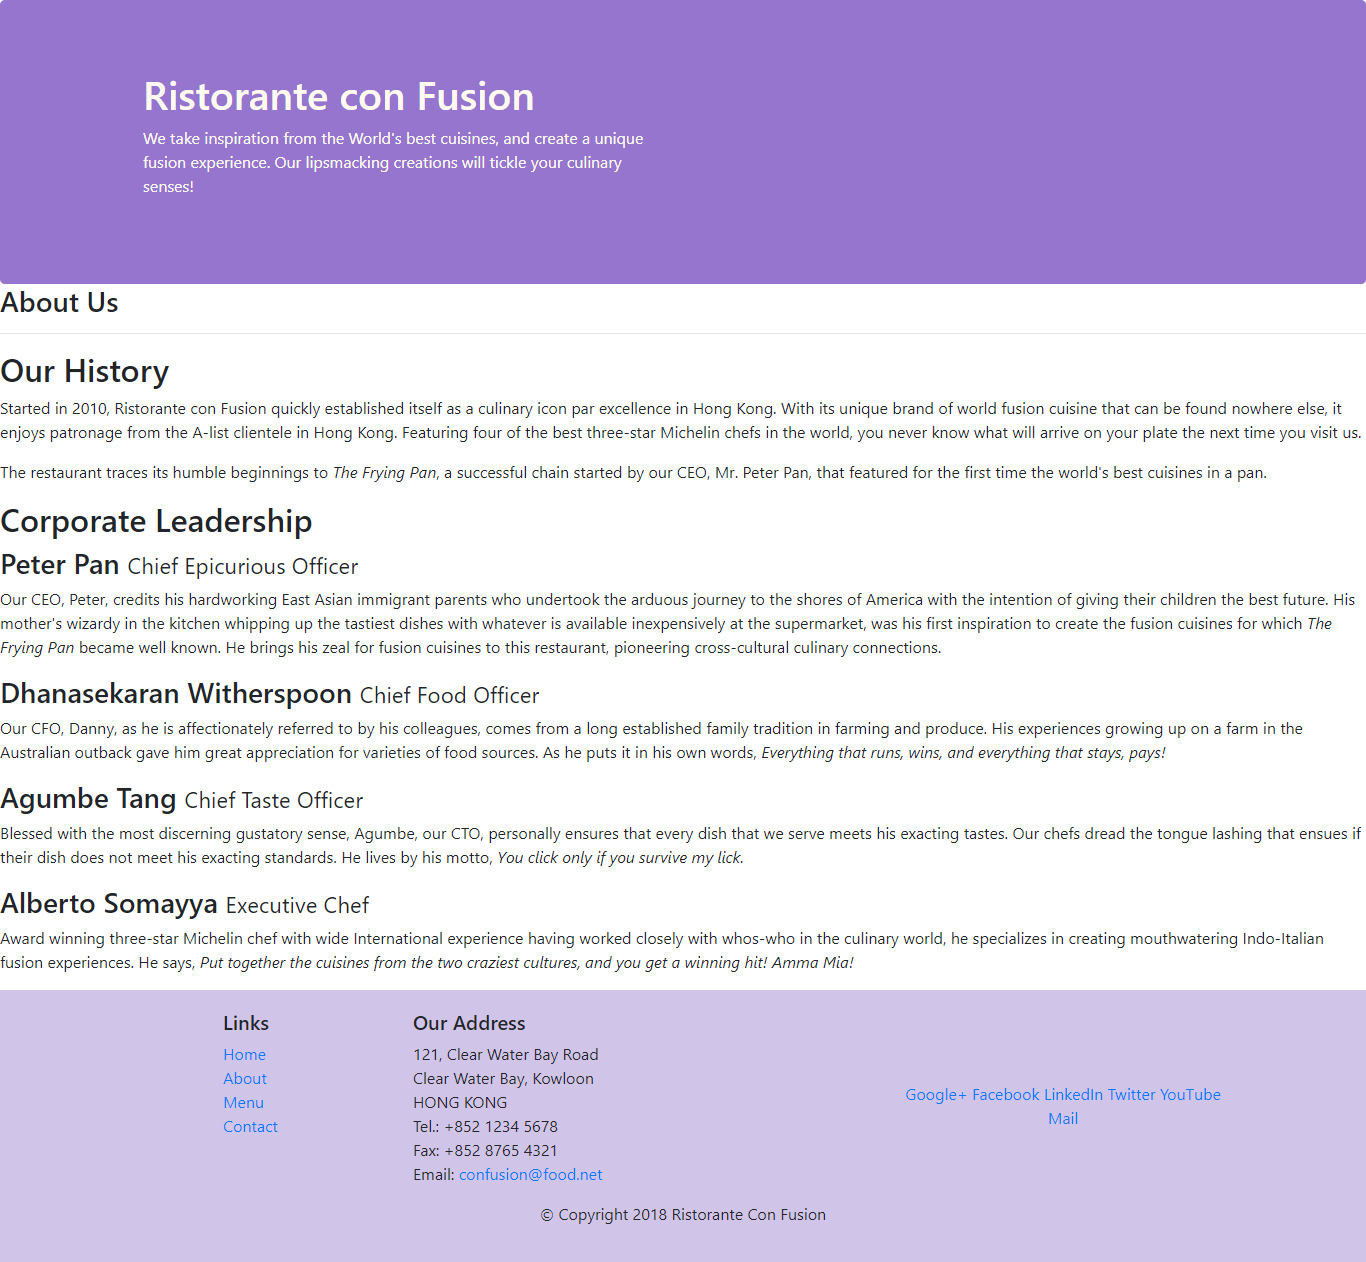 Ristorante con Fusion
We take inspiration from the World's best cuisines, and create a unique
fusion experience. Our lipsmacking creations will tickle your culinary
senses!
About Us
Our History
Started in 2010, Ristorante con Fusion quickly established itself as a culinary icon par excellence in Hong Kong. With its unique brand of world fusion cuisine that can be found nowhere else, it
enjoys patronage from the A-list clientele in Hong Kong. Featuring four of the best three-star Michelin chefs in the world, you never know what will arrive on your plate the next time you visit us.
The restaurant traces its humble beginnings to The Frying Pan, a successful chain started by our CEO, Mr. Peter Pan, that featured for the first time the world's best cuisines in a pan.
Corporate Leadership
Peter Pan Chief Epicurious Officer
Our CEO, Peter, credits his hardworking East Asian immigrant parents who undertook the arduous journey to the shores of America with the intention of giving their children the best future. His
mother's wizardy in the kitchen whipping up the tastiest dishes with whatever is available inexpensively at the supermarket, was his first inspiration to create the fusion cuisines for which The
Frying Pan became well known. He brings his zeal for fusion cuisines to this restaurant, pioneering cross-cultural culinary connections.
Dhanasekaran Witherspoon Chief Food Officer
Our CFO, Danny, as he is affectionately referred to by his colleagues, comes from a long established family tradition in farming and produce. His experiences growing up on a farm in the
Australian outback gave him great appreciation for varieties of food sources. As he puts it in his own words, Everything that runs, wins, and everything that stays, pays!
Agumbe Tang Chief Taste Officer
Blessed with the most discerning gustatory sense, Agumbe, our CTO, personally ensures that every dish that we serve meets his exacting tastes. Our chefs dread the tongue lashing that ensues if
their dish does not meet his exacting standards. He lives by his motto, You click only if you survive my lick.
Alberto Somayya Executive Chef
Award winning three-star Michelin chef with wide International experience having worked closely with whos-who in the culinary world, he specializes in creating mouthwatering Indo-Italian
fusion experiences. He says, Put together the cuisines from the two craziest cultures, and you get a winning hit! Amma Mia!
Links
Home
About
Menu
Contact
Our Address
121, Clear Water Bay Road
Clear Water Bay, Kowloon
HONG KONG
Tel.: +852 1234 5678
Fax: +852 8765 4321
Email: confusion@food.net
Google+ Facebook LinkedIn Twitter YouTube
Mail
© Copyright 2018 Ristorante Con Fusion